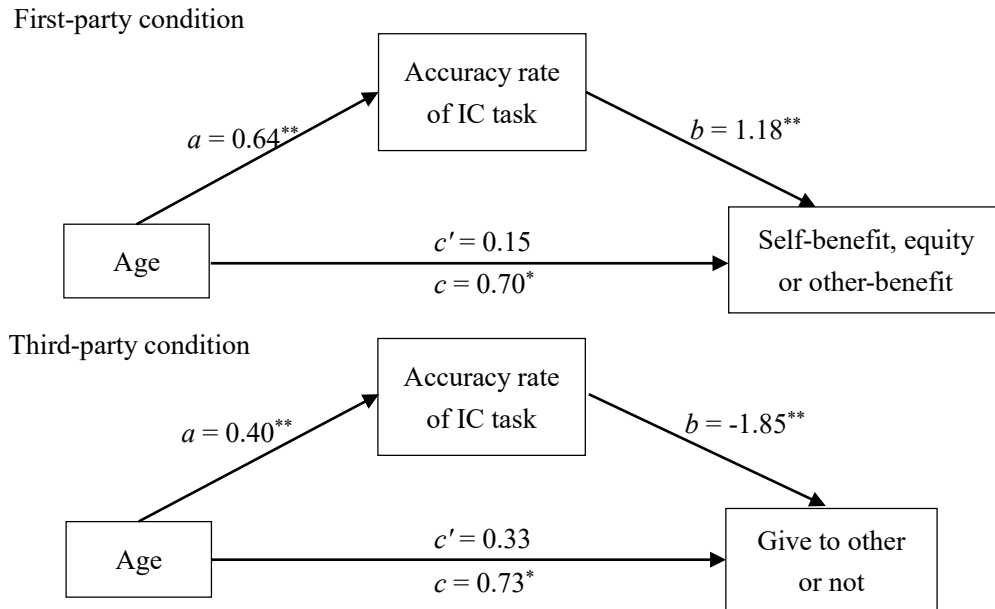 First-party condition
Accuracy rate
of IC task
a = 0.64**
b = 1.18**
Age
c' = 0.15
c = 0.70*
Self-benefit, equity
or other-benefit
Third-party condition
Accuracy rate
of IC task
a = 0.40**
b = -1.85**
Age
c' = 0.33
c = 0.73*
Give to other
or not